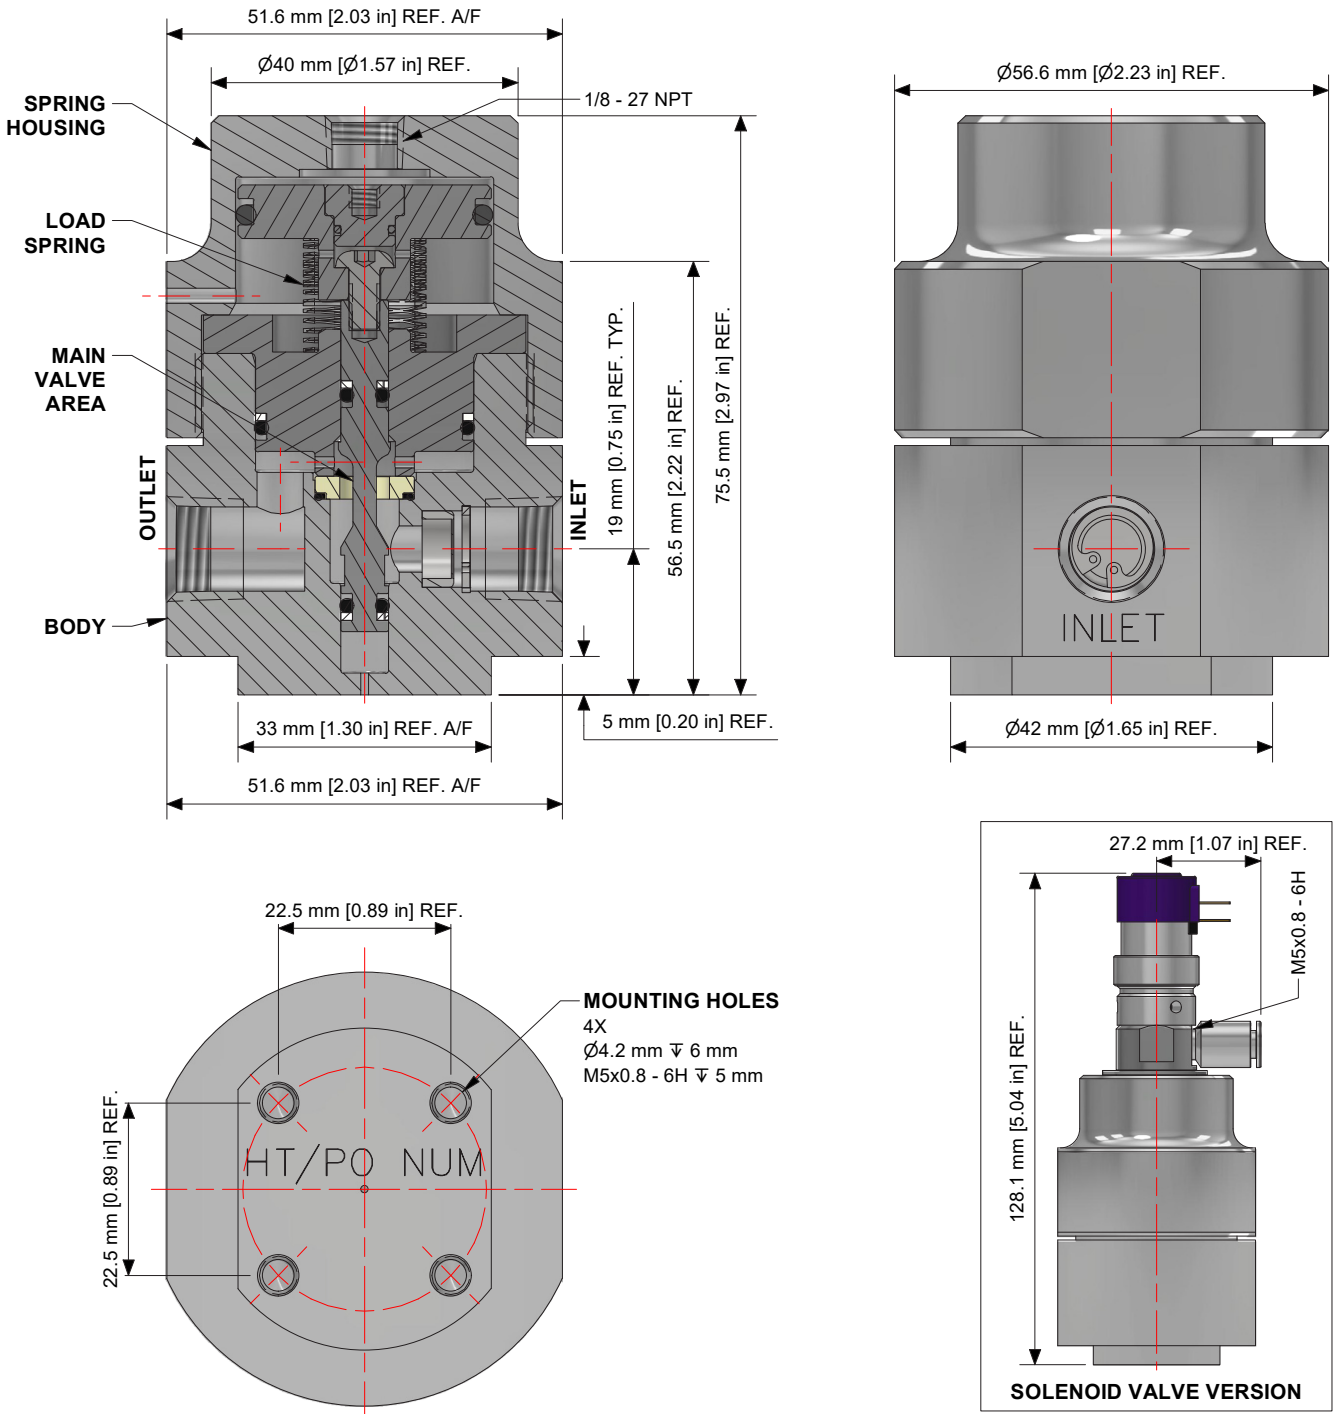 51.6 mm [2.03 in] REF. A/F
Ø40 mm [Ø1.57 in] REF.
1/8 - 27 NPT
SPRING
HOUSING
LOAD
SPRING
MAIN
VALVE
AREA
OUTLET
INLET
BODY
19 mm [0.75 in] REF. TYP.
56.5 mm [2.22 in] REF.
75.5 mm [2.97 in] REF.
5 mm [0.20 in] REF.
33 mm [1.30 in] REF. A/F
51.6 mm [2.03 in] REF. A/F
Ø56.6 mm [Ø2.23 in] REF.
INLET
Ø42 mm [Ø1.65 in] REF.
22.5 mm [0.89 in] REF.
22.5 mm [0.89 in] REF.
MOUNTING HOLES
4X
Ø4.2 mm ↧ 6 mm
M5x0.8 - 6H ↧ 5 mm
HT/PO NUM
27.2 mm [1.07 in] REF.
M5x0.8 - 6H
128.1 mm [5.04 in] REF.
SOLENOID VALVE VERSION